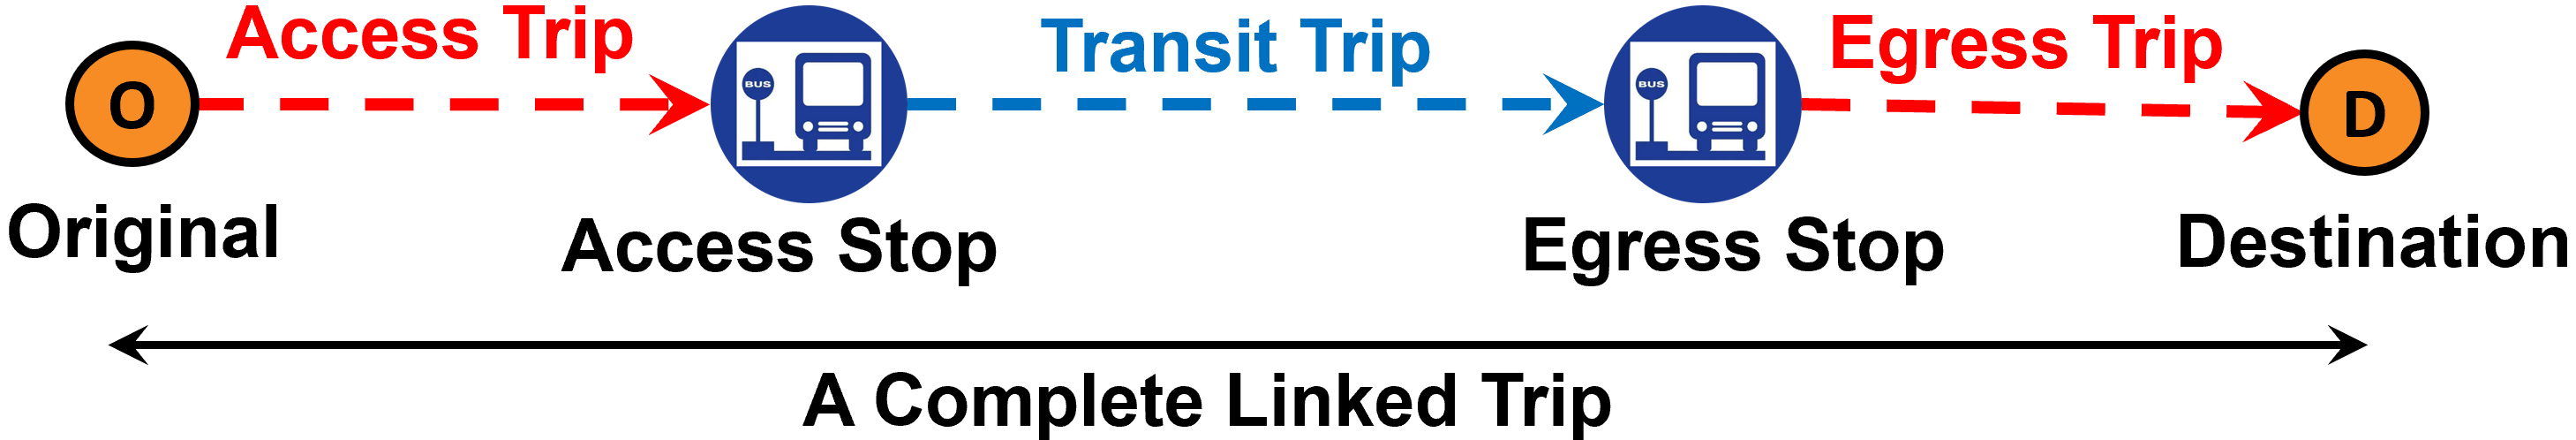 Access Trip
Transit Trip
Egress Trip
O
BUS
BUS
D
Original
Access Stop
Egress Stop
Destination
A Complete Linked Trip